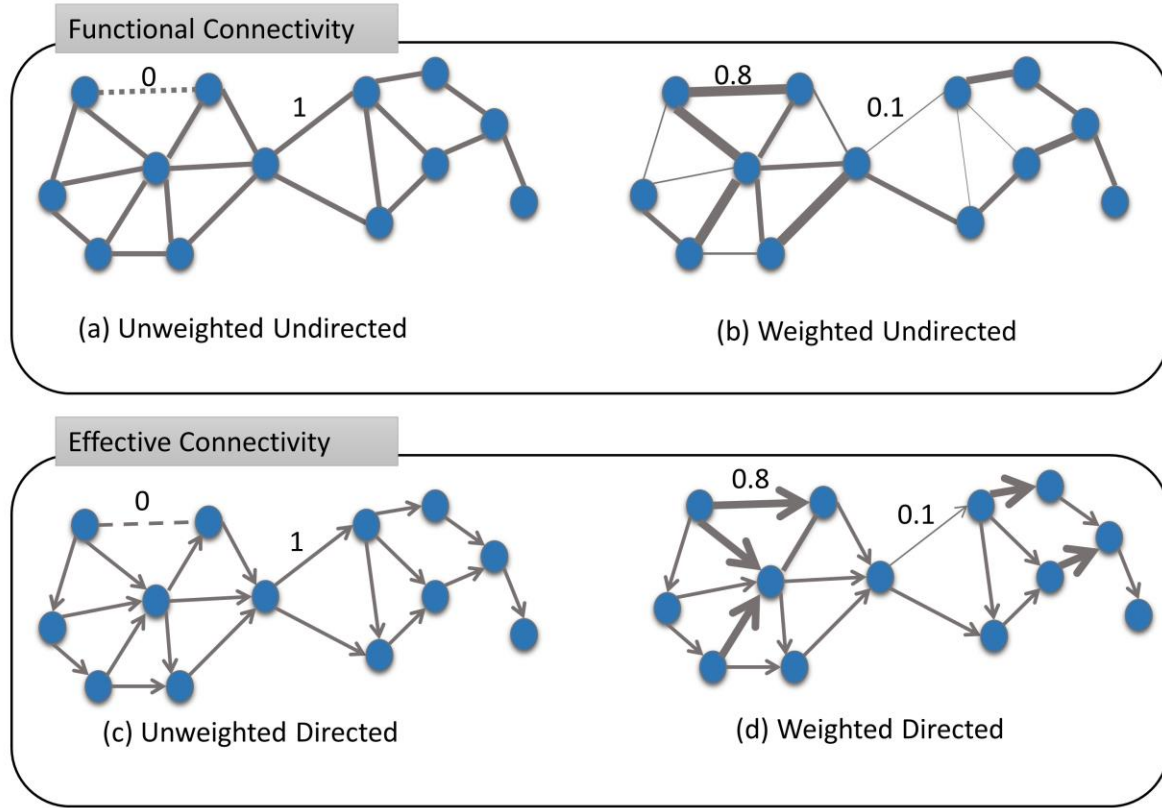 Functional Connectivity
0
1
0.8
0.1
(a) Unweighted Undirected
(b) Weighted Undirected
Effective Connectivity
0
1
0.8
0.1
(c) Unweighted Directed
(d) Weighted Directed